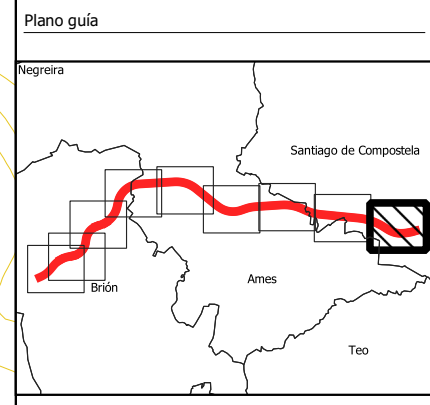 Plano guía
Negreira
Santiago de Compostela
Ames
Brión
Teo